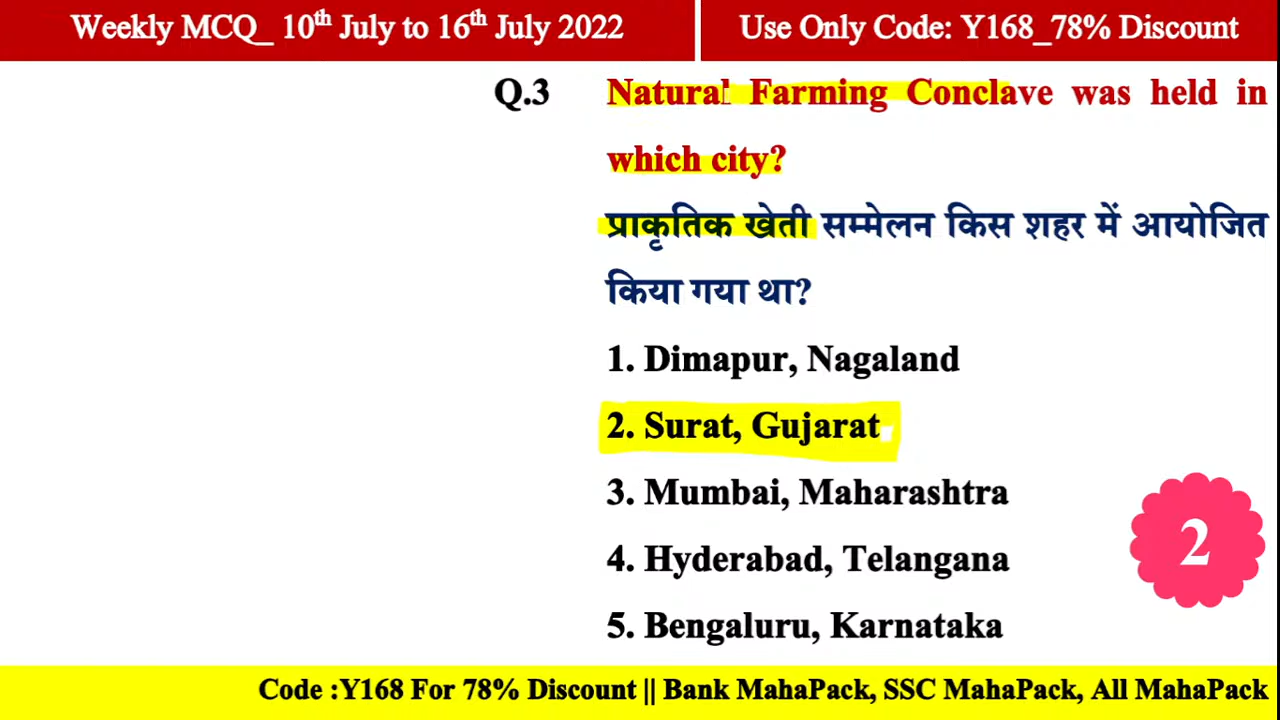 Weekly MCQ_ 10th July to 16th July 2022
Use Only Code: Y168_78% Discount
Q.3 Natural Farming Conclave was held in
which city?
प्राकृतिक खेती सम्मेलन किस शहर में आयोजित
किया गया था?
1. Dimapur, Nagaland
2. Surat, Gujarat
3. Mumbai, Maharashtra
4. Hyderabad, Telangana
5. Bengaluru, Karnataka
2
Code :Y168 For 78% Discount || Bank MahaPack, SSC MahaPack, All MahaPack